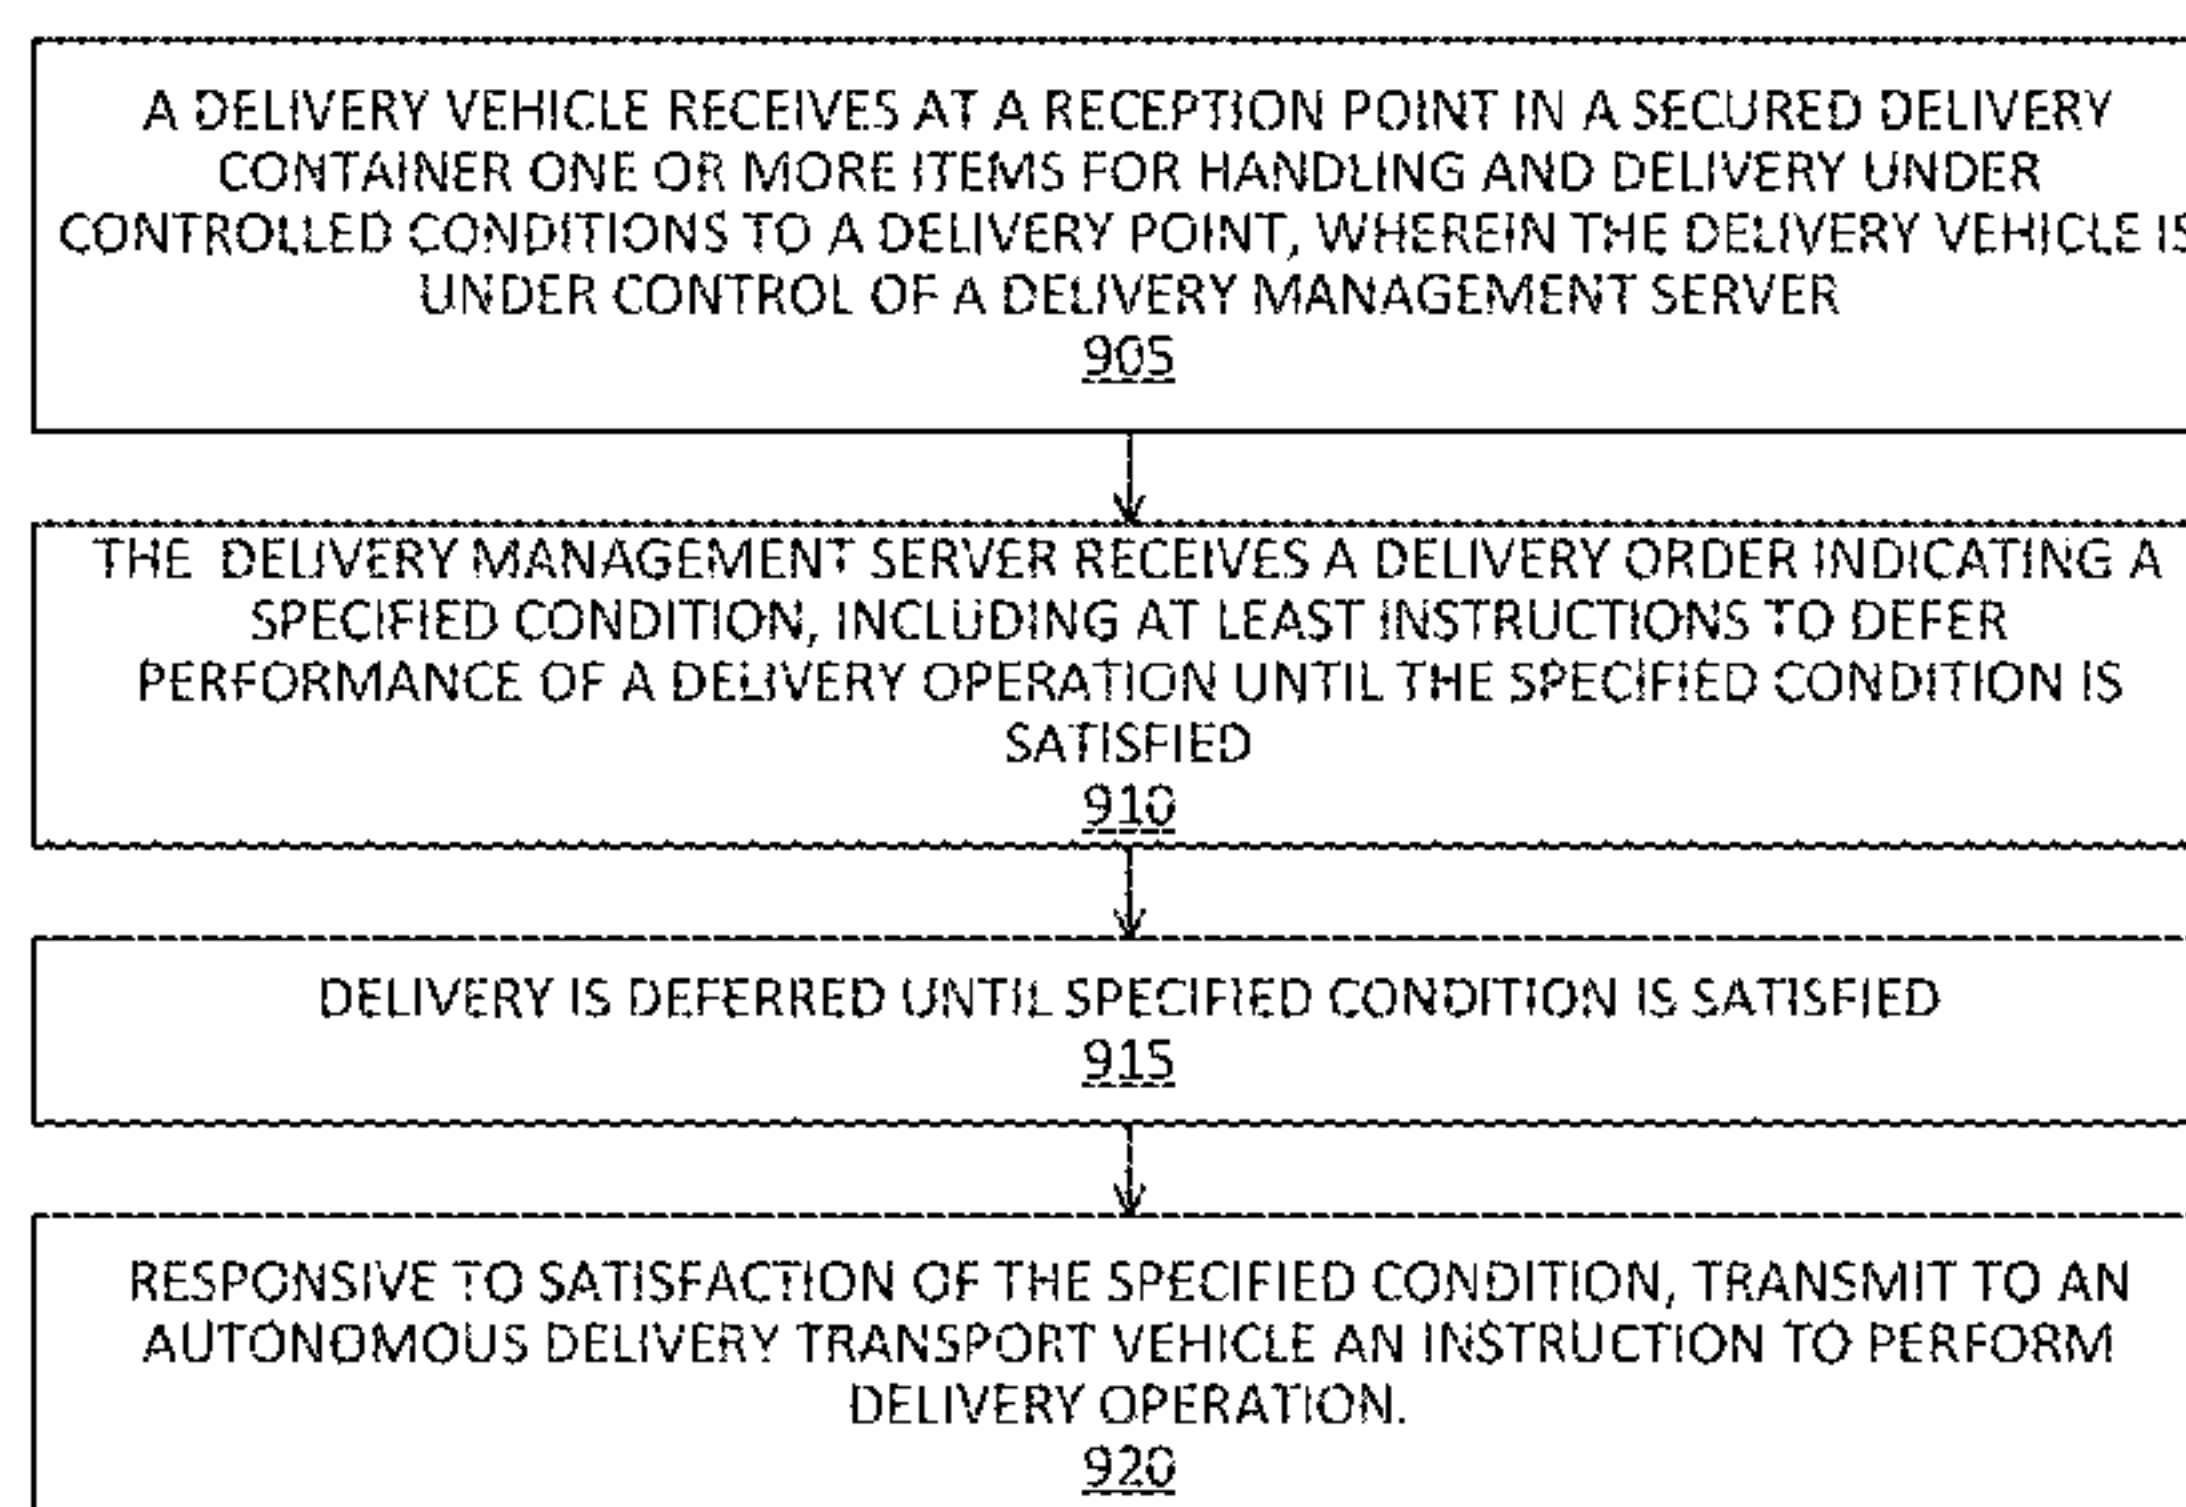 A DELIVERY VEHICLE RECEIVES AT A RECEPTION POINT IN A SECURED DELIVERY
CONTAINER ONE OR MORE ITEMS FOR HANDLING AND DELIVERY UNDER
CONTROLLED CONDITIONS TO A DELIVERY POINT, WHEREIN THE DELIVERY VEHICLE IS
UNDER CONTROL OF A DELIVERY MANAGEMENT SERVER
905
THE DELIVERY MANAGEMENT SERVER RECEIVES A DELIVERY ORDER INDICATING A
SPECIFIED CONDITION, INCLUDING AT LEAST INSTRUCTIONS TO DEFER
PERFORMANCE OF A DELIVERY OPERATION UNTIL THE SPECIFIED CONDITION IS
SATISFIED
910
DELIVERY IS DEFERRED UNTIL SPECIFIED CONDITION IS SATISFIED
915
RESPONSIVE TO SATISFACTION OF THE SPECIFIED CONDITION, TRANSMIT TO AN
AUTONOMOUS DELIVERY TRANSPORT VEHICLE AN INSTRUCTION TO PERFORM
DELIVERY OPERATION.
920